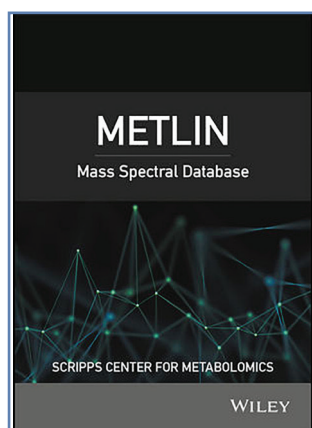 METLIN
Mass Spectral Database
SCRIPPS CENTER FOR METABOLOMICS
WILEY